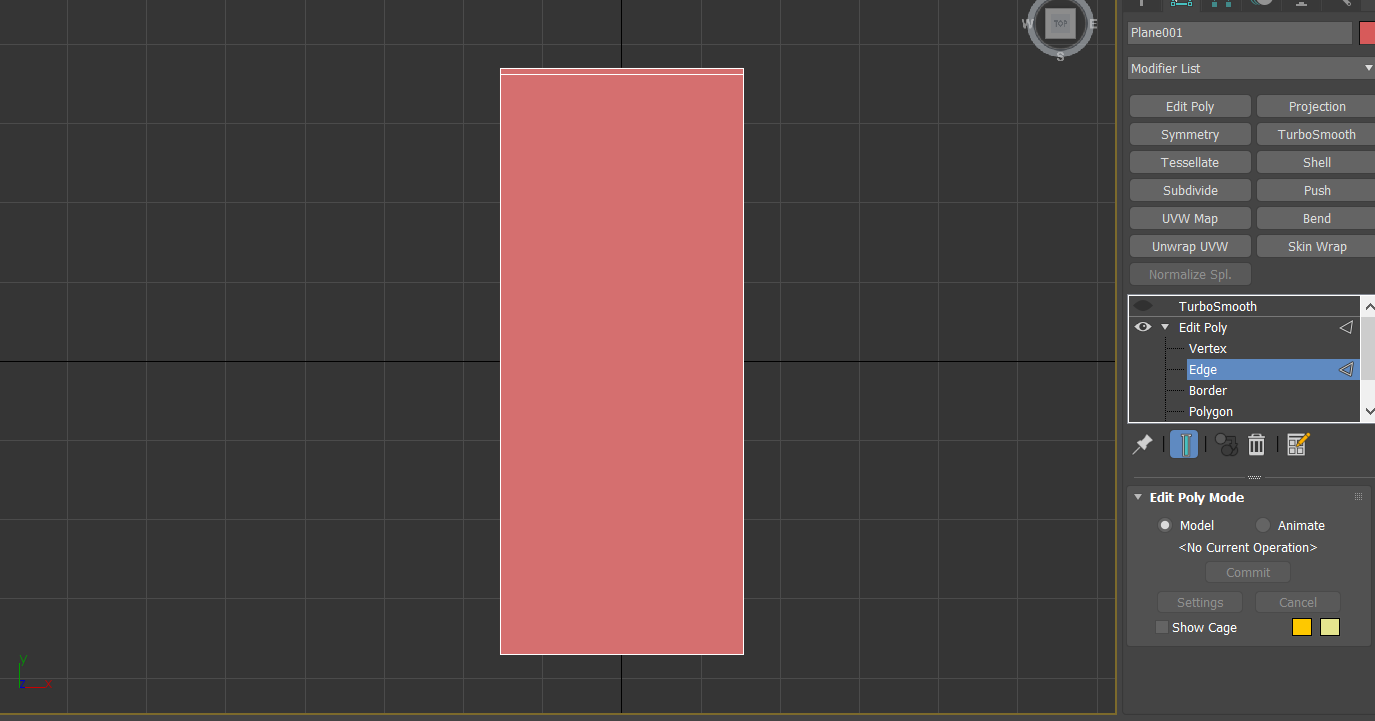 W
TOP
E
S
Plane001
Modifier List
Edit Poly
Projection
Symmetry
TurboSmooth
Tessellate
Shell
Subdivide
Push
UVW Map
Bend
Unwrap UVW
Skin Wrap
Normalize Spl.
TurboSmooth
Edit Poly
Vertex
Edge
Border
Polygon
Edit Poly Mode
Model
Animate
<No Current Operation>
Commit
Settings
Cancel
Show Cage
y
z
x